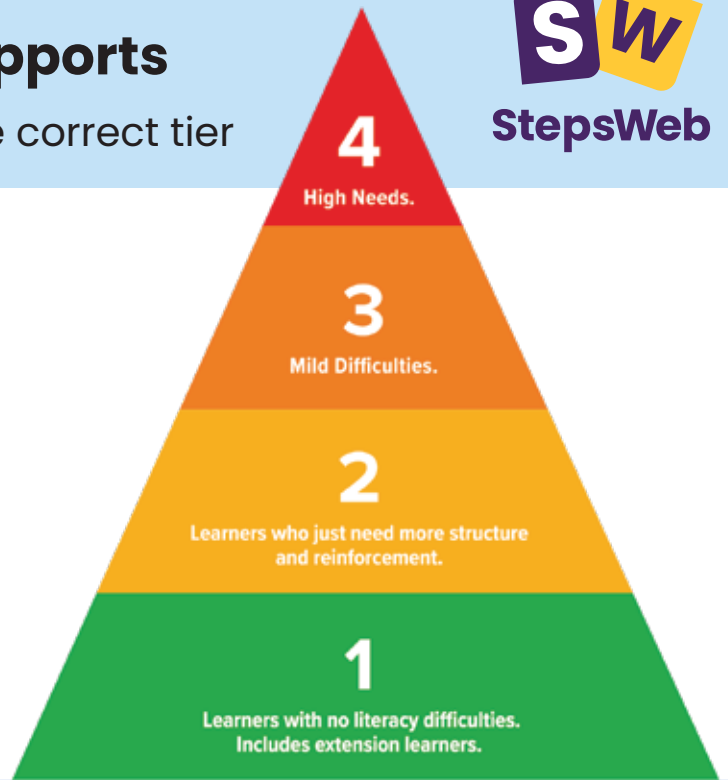 pports
e correct tier
SW
StepsWeb
4
High Needs.
3
Mild Difficulties.
2
Learners who just need more structure
and reinforcement.
1
Learners with no literacy difficulties.
Includes extension learners.